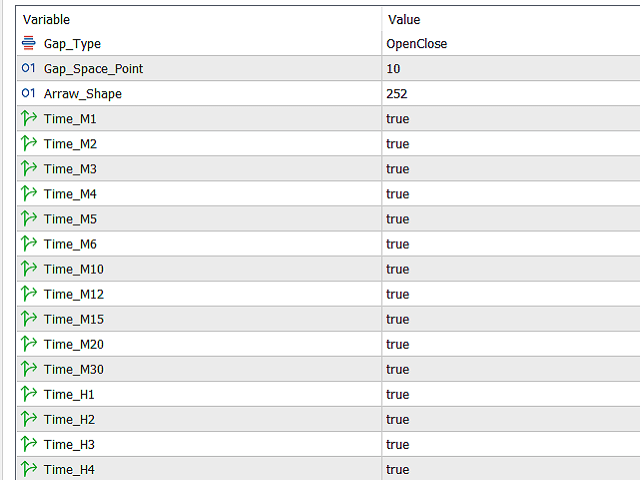 Variable Value
Gap_Type OpenClose
01 Gap_Space_Point 10
01 Arraw_Shape 252
Time_M1 true
Time_M2 true
Time_M3 true
Time_M4 true
Time_M5 true
Time_M6 true
Time_M10 true
Time_M12 true
Time_M15 true
Time_M20 true
Time_M30 true
Time_H1 true
Time_H2 true
Time_H3 true
Time_H4 true